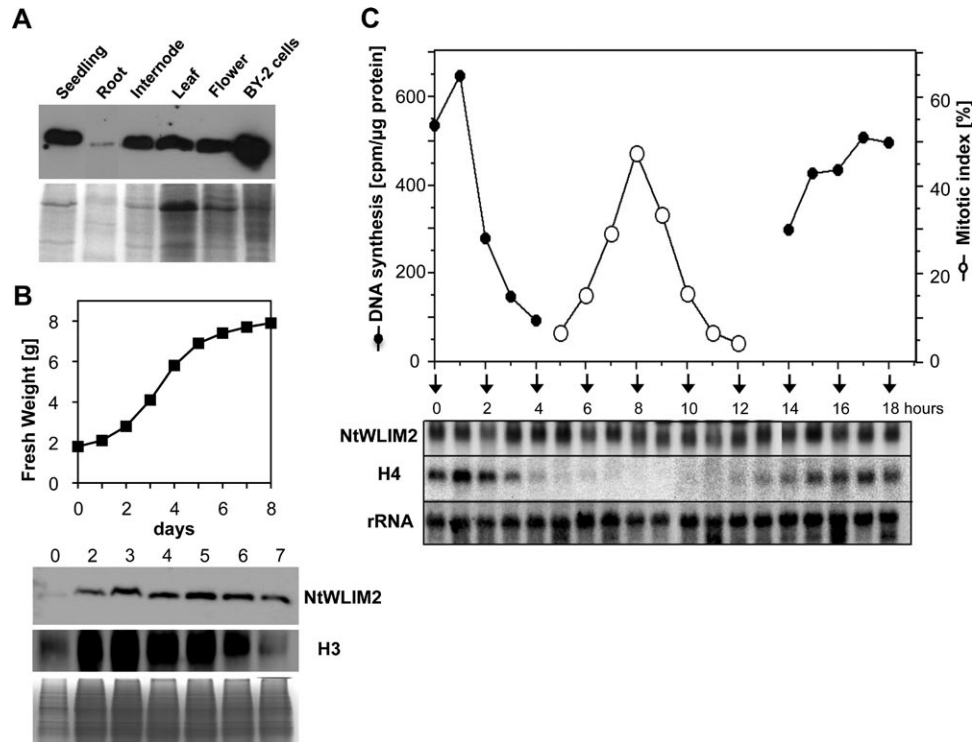 A
Seedling
Root
Internode
Leaf
Flower
BY-2 cells
B
Fresh Weight [g]
8
6
4
2
0
0 2 4 6 8
days
0 2 3 4 5 6 7
NtWLIM2
H3
C
DNA synthesis [cpm/µg protein]
600
400
200
0
Mitotic index [%]
60
40
20
0
0 2 4 6 8 10 12 14 16 18 hours
NtWLIM2
H4
rRNA